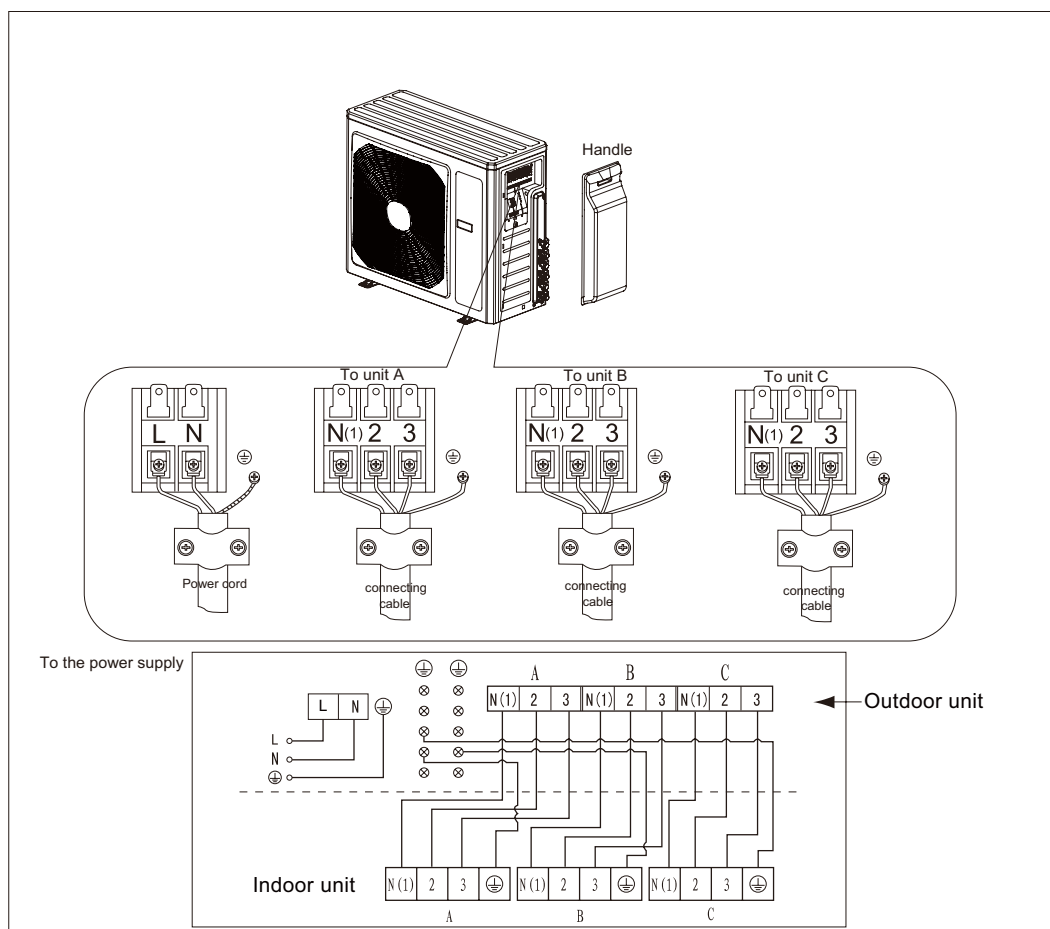 Handle
To unit A
To unit B
To unit C
L N
N(1) 2 3
N(1) 2 3
N(1) 2 3
Power cord
connecting
cable
connecting
cable
connecting
cable
To the power supply
A B C
N(1) 2 3 N(1) 2 3 N(1) 2 3
Outdoor unit
L N
L
N
Indoor unit
N(1) 2 3
N(1) 2 3
N(1) 2 3
A B C